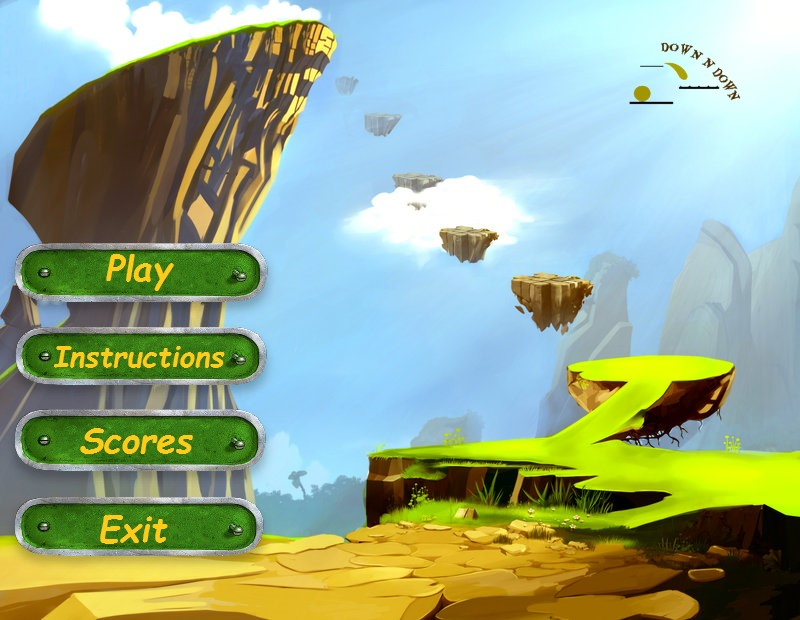 DOWN N DOWN
Play
Instructions
Scores
Exit